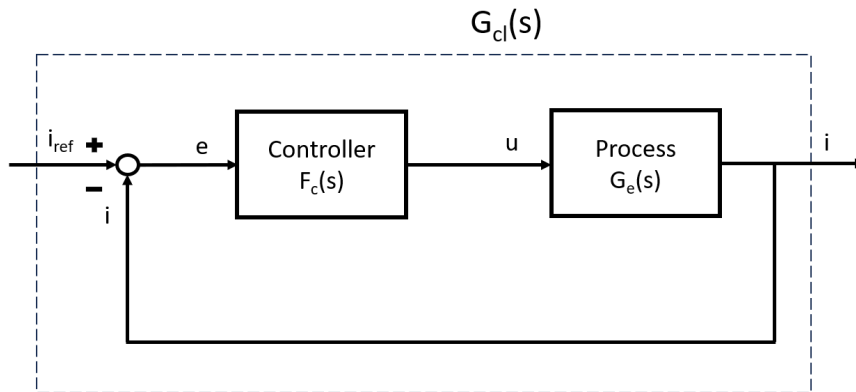 G_cl(s)
i_ref
+
−
i
e
Controller
F_c(s)
u
Process
G_e(s)
i